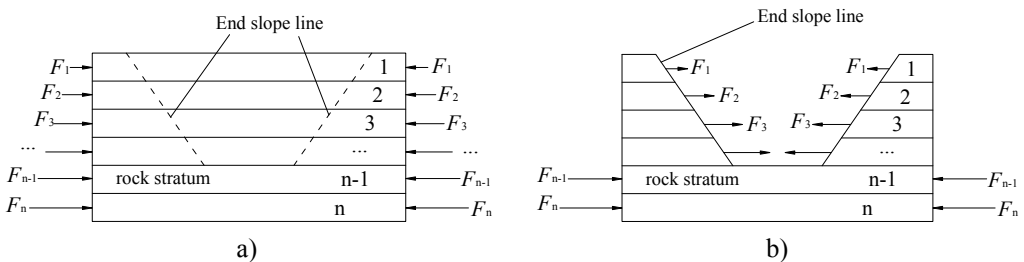 End slope line
F1 1 F1
F2 2 F2
F3 3 F3
... ... ...
Fn-1 rock stratum n-1 Fn-1
Fn n Fn
a)
End slope line
F1 F1 1
F2 F2 2
F3 F3 3
...
Fn-1 rock stratum n-1 Fn-1
Fn n Fn
b)